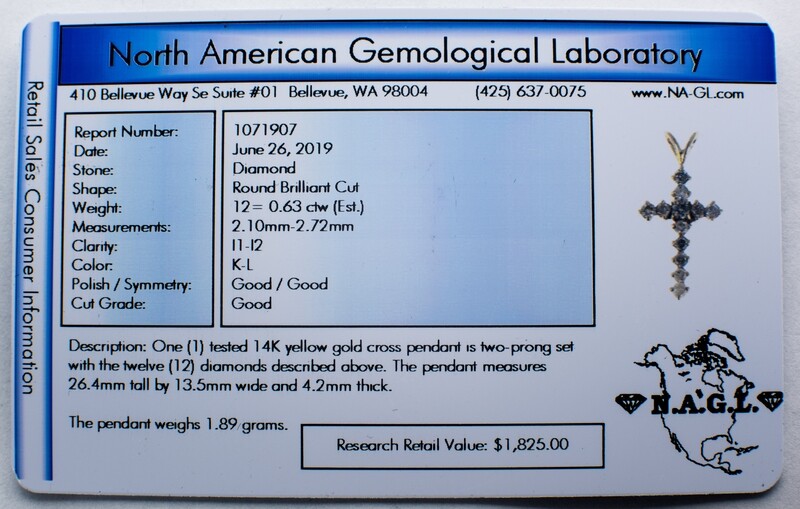 North American Gemological Laboratory
410 Bellevue Way Se Suite #01 Bellevue, WA 98004 (425) 637-0075 www.NA-GL.com
Retail Sales Consumer Information
Report Number: 1071907
Date: June 26, 2019
Stone: Diamond
Shape: Round Brilliant Cut
Weight: 12= 0.63 ctw (Est.)
Measurements: 2.10mm-2.72mm
Clarity: I1-I2
Color: K-L
Polish / Symmetry: Good / Good
Cut Grade: Good
Description: One (1) tested 14K yellow gold cross pendant is two-prong set
with the twelve (12) diamonds described above. The pendant measures
26.4mm tall by 13.5mm wide and 4.2mm thick.
The pendant weighs 1.89 grams.
Research Retail Value: $1,825.00
N.A.G.L.